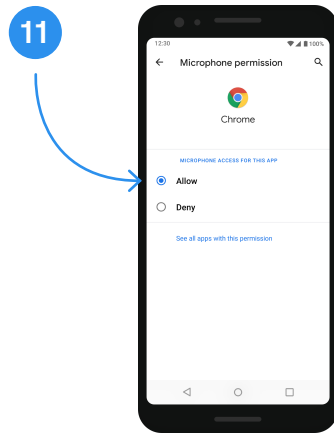 11
12:30 100%
Microphone permission
Chrome
MICROPHONE ACCESS FOR THIS APP
Allow
Deny
See all apps with this permission